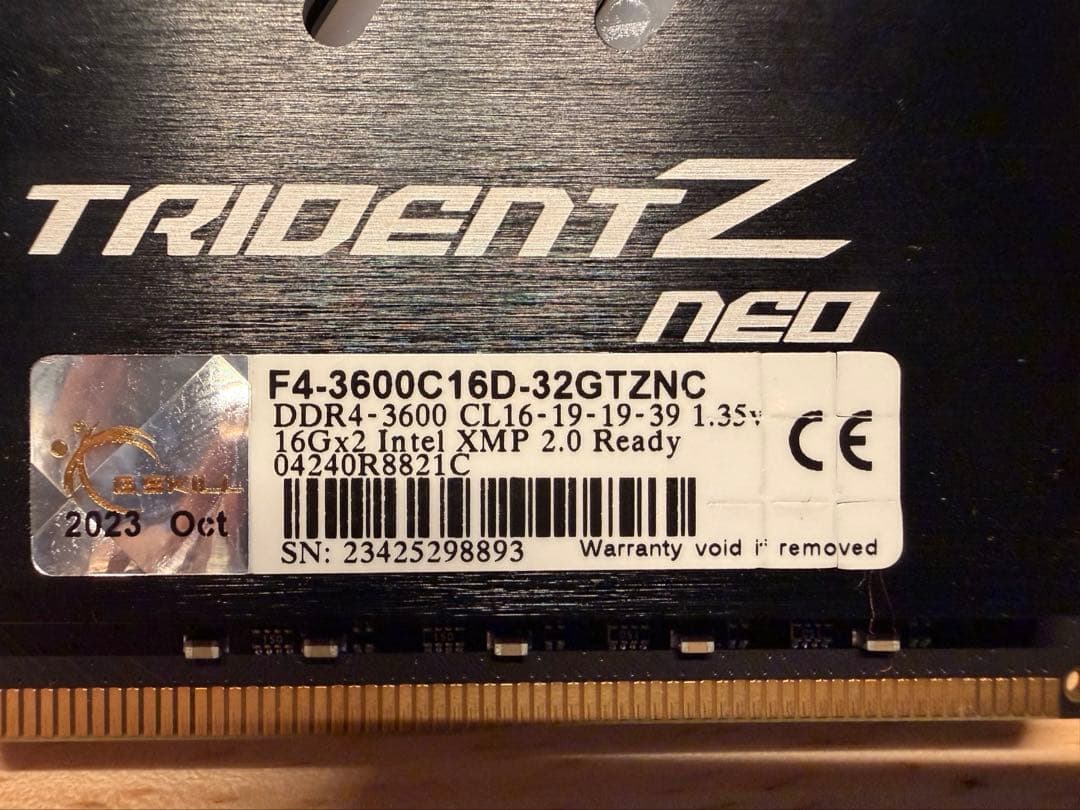 TRIDENTZ
NEO
F4-3600C16D-32GTZNC
DDR4-3600 CL16-19-19-39 1.35v
16Gx2 Intel XMP 2.0 Ready
04240R8821C
G.SKILL
2023 Oct
SN: 23425298893
Warranty void if removed
CE